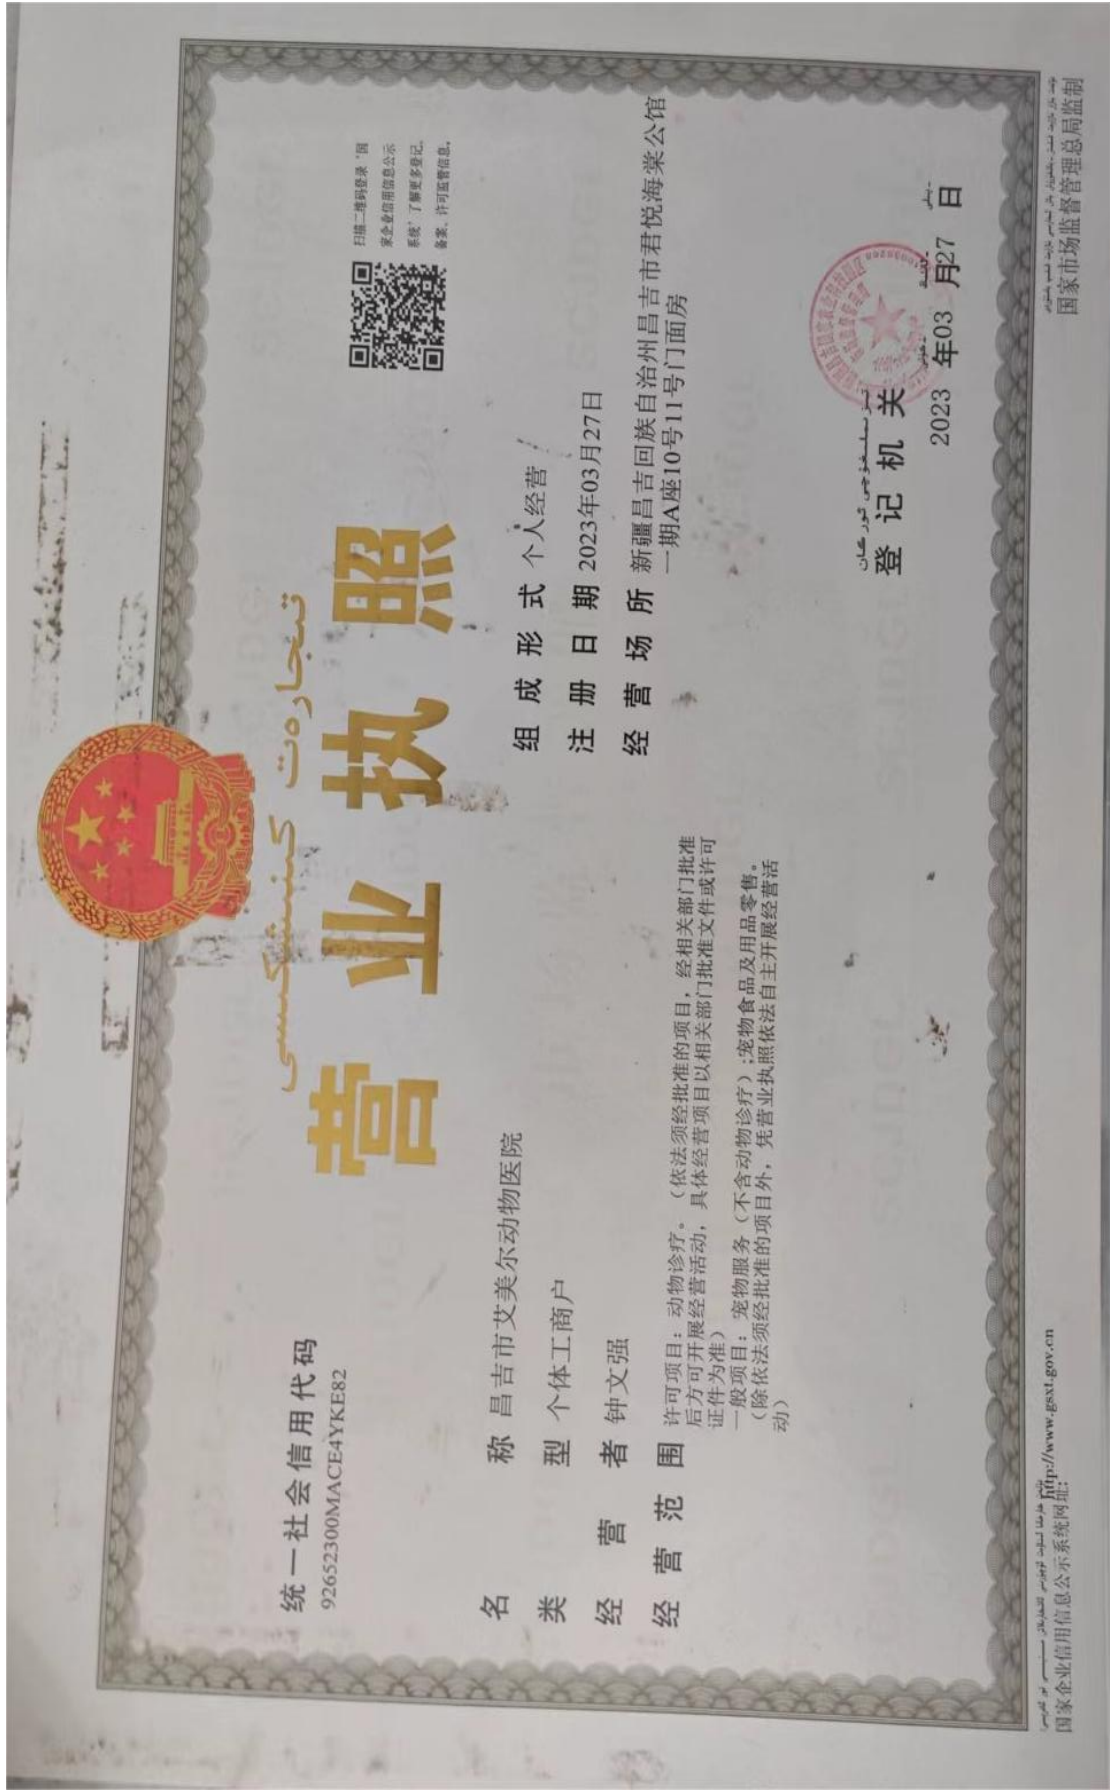 تىجارەت كىنىشكىسى
营业执照
统一社会信用代码
92652300MACE4YKE82
扫描二维码登录‘国
家企业信用信息公示
系统’了解更多登记、
备案、许可监管信息。
名称 昌吉市艾美尔动物医院
类型 个体工商户
经营者 钟文强
经营范围 许可项目：动物诊疗。（依法须经批准的项目，经相关部门批准
后方可开展经营活动，具体经营项目以相关部门批准文件或许可
证件为准）
一般项目：宠物服务（不含动物诊疗）;宠物食品及用品零售。
（除依法须经批准的项目外，凭营业执照依法自主开展经营活
动）
组成形式 个人经营
注册日期 2023年03月27日
经营场所 新疆昌吉回族自治州昌吉市君悦海棠公馆
一期A座10号11号门面房
登记机关
2023 年03 月27 日
国家企业信用信息公示系统网址: http://www.gsxt.gov.cn
国家市场监督管理总局监制